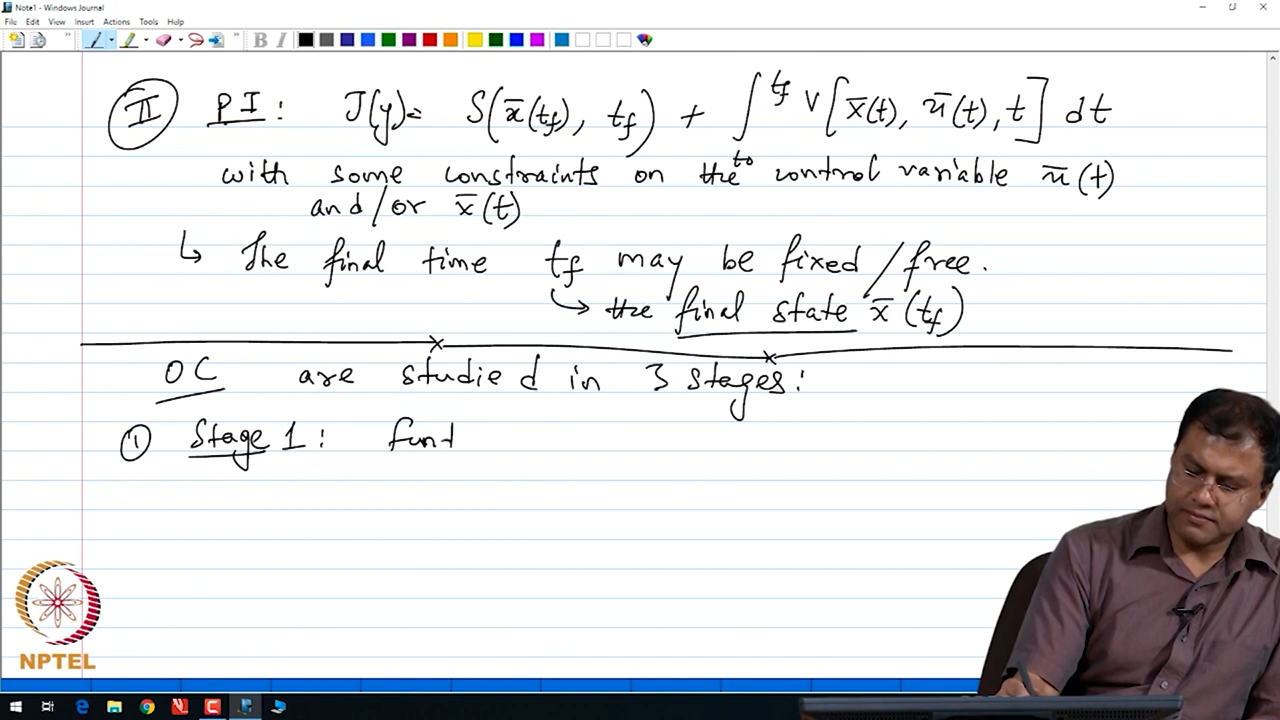 Note1 - Windows Journal
File Edit View Insert Actions Tools Help
B I
II PI: J(y)= S(x̄(tf), tf) + ∫ t0 tf V[x̄(t), ū(t), t] dt
with some constraints on the control variable ū(t)
and/or x̄(t)
↳ The final time tf may be fixed/free.
↳ the final state x̄(tf)
OC are studied in 3 stages:
① Stage 1: funt
NPTEL